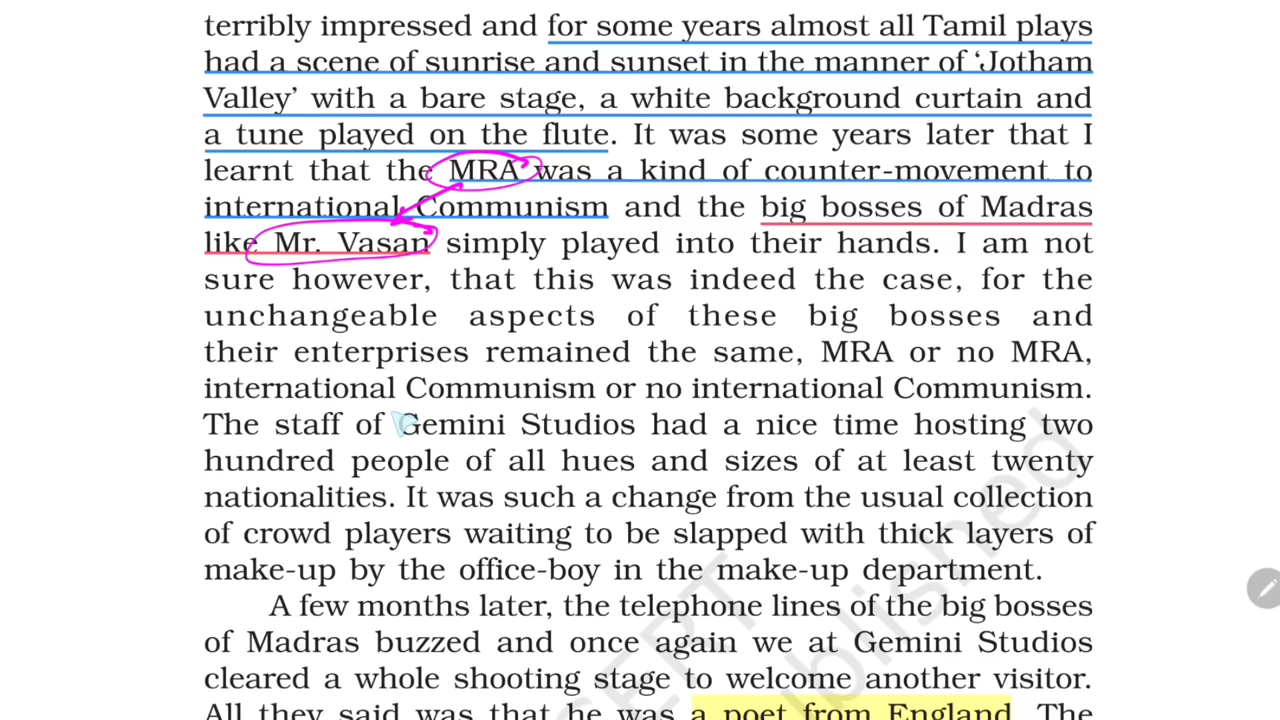 terribly impressed and for some years almost all Tamil plays
had a scene of sunrise and sunset in the manner of ‘Jotham
Valley’ with a bare stage, a white background curtain and
a tune played on the flute. It was some years later that I
learnt that the MRA was a kind of counter-movement to
international Communism and the big bosses of Madras
like Mr. Vasan simply played into their hands. I am not
sure however, that this was indeed the case, for the
unchangeable aspects of these big bosses and
their enterprises remained the same, MRA or no MRA,
international Communism or no international Communism.
The staff of Gemini Studios had a nice time hosting two
hundred people of all hues and sizes of at least twenty
nationalities. It was such a change from the usual collection
of crowd players waiting to be slapped with thick layers of
make-up by the office-boy in the make-up department.
A few months later, the telephone lines of the big bosses
of Madras buzzed and once again we at Gemini Studios
cleared a whole shooting stage to welcome another visitor.
All they said was that he was a poet from England. The